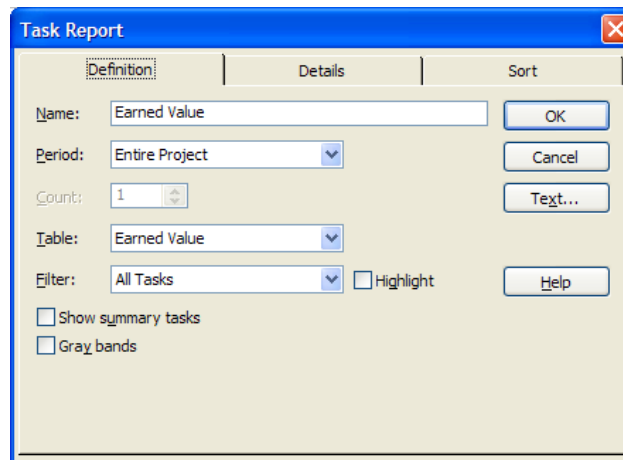 Task Report
Definition Details Sort
Name: Earned Value OK
Period: Entire Project Cancel
Count: 1 Text...
Table: Earned Value
Filter: All Tasks Highlight Help
Show summary tasks
Gray bands